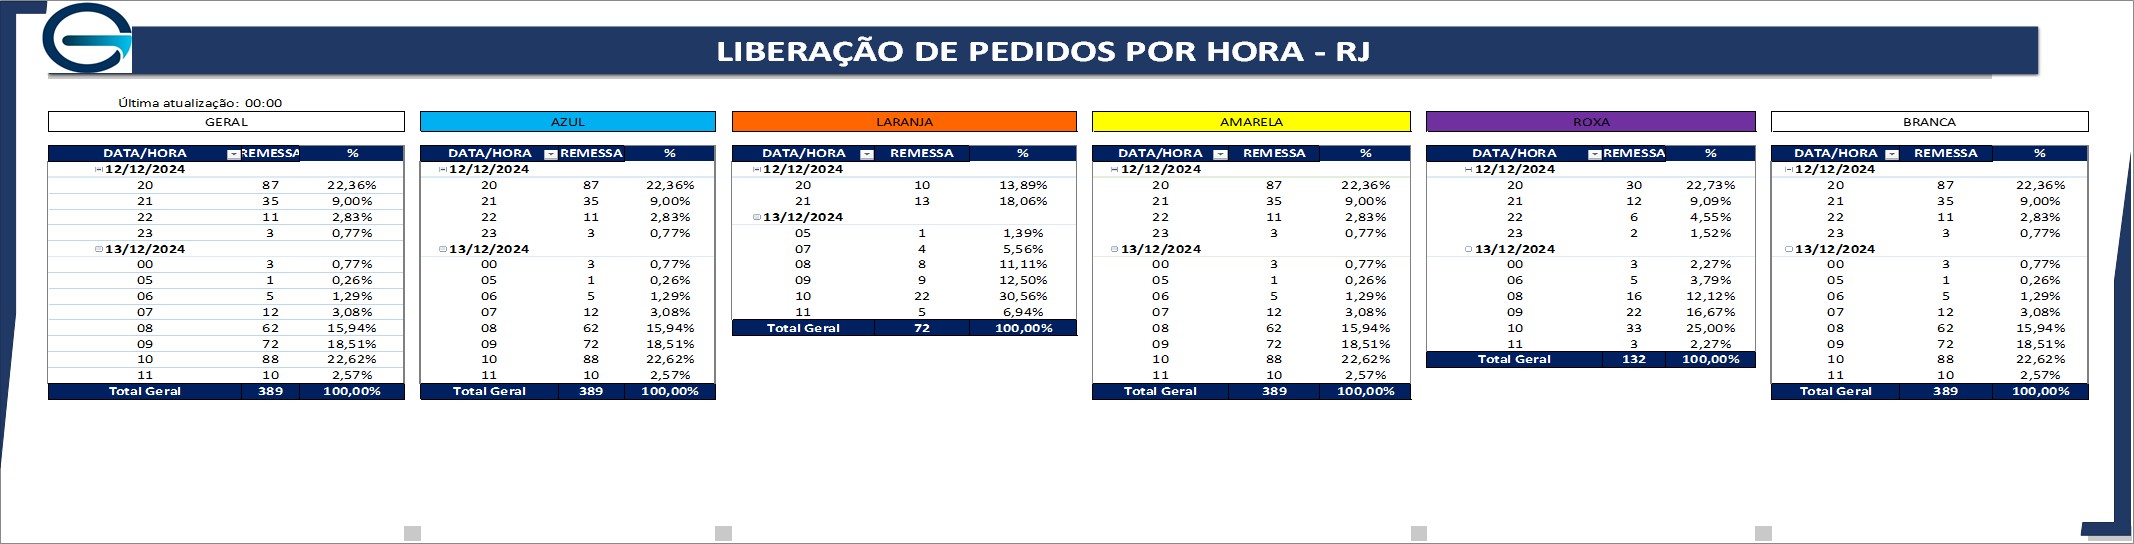 LIBERAÇÃO DE PEDIDOS POR HORA - RJ
Última atualização: 00:00
GERAL
DATA/HORA REMESSA %
12/12/2024
20 87 22,36%
21 35 9,00%
22 11 2,83%
23 3 0,77%
13/12/2024
00 3 0,77%
05 1 0,26%
06 5 1,29%
07 12 3,08%
08 62 15,94%
09 72 18,51%
10 88 22,62%
11 10 2,57%
Total Geral 389 100,00%
AZUL
DATA/HORA REMESSA %
12/12/2024
20 87 22,36%
21 35 9,00%
22 11 2,83%
23 3 0,77%
13/12/2024
00 3 0,77%
05 1 0,26%
06 5 1,29%
07 12 3,08%
08 62 15,94%
09 72 18,51%
10 88 22,62%
11 10 2,57%
Total Geral 389 100,00%
LARANJA
DATA/HORA REMESSA %
12/12/2024
20 10 13,89%
21 13 18,06%
13/12/2024
05 1 1,39%
07 4 5,56%
08 8 11,11%
09 9 12,50%
10 22 30,56%
11 5 6,94%
Total Geral 72 100,00%
AMARELA
DATA/HORA REMESSA %
12/12/2024
20 87 22,36%
21 35 9,00%
22 11 2,83%
23 3 0,77%
13/12/2024
00 3 0,77%
05 1 0,26%
06 5 1,29%
07 12 3,08%
08 62 15,94%
09 72 18,51%
10 88 22,62%
11 10 2,57%
Total Geral 389 100,00%
ROXA
DATA/HORA REMESSA %
12/12/2024
20 30 22,73%
21 12 9,09%
22 6 4,55%
23 2 1,52%
13/12/2024
00 3 2,27%
06 5 3,79%
08 16 12,12%
09 22 16,67%
10 33 25,00%
11 3 2,27%
Total Geral 132 100,00%
BRANCA
DATA/HORA REMESSA %
12/12/2024
20 87 22,36%
21 35 9,00%
22 11 2,83%
23 3 0,77%
13/12/2024
00 3 0,77%
05 1 0,26%
06 5 1,29%
07 12 3,08%
08 62 15,94%
09 72 18,51%
10 88 22,62%
11 10 2,57%
Total Geral 389 100,00%